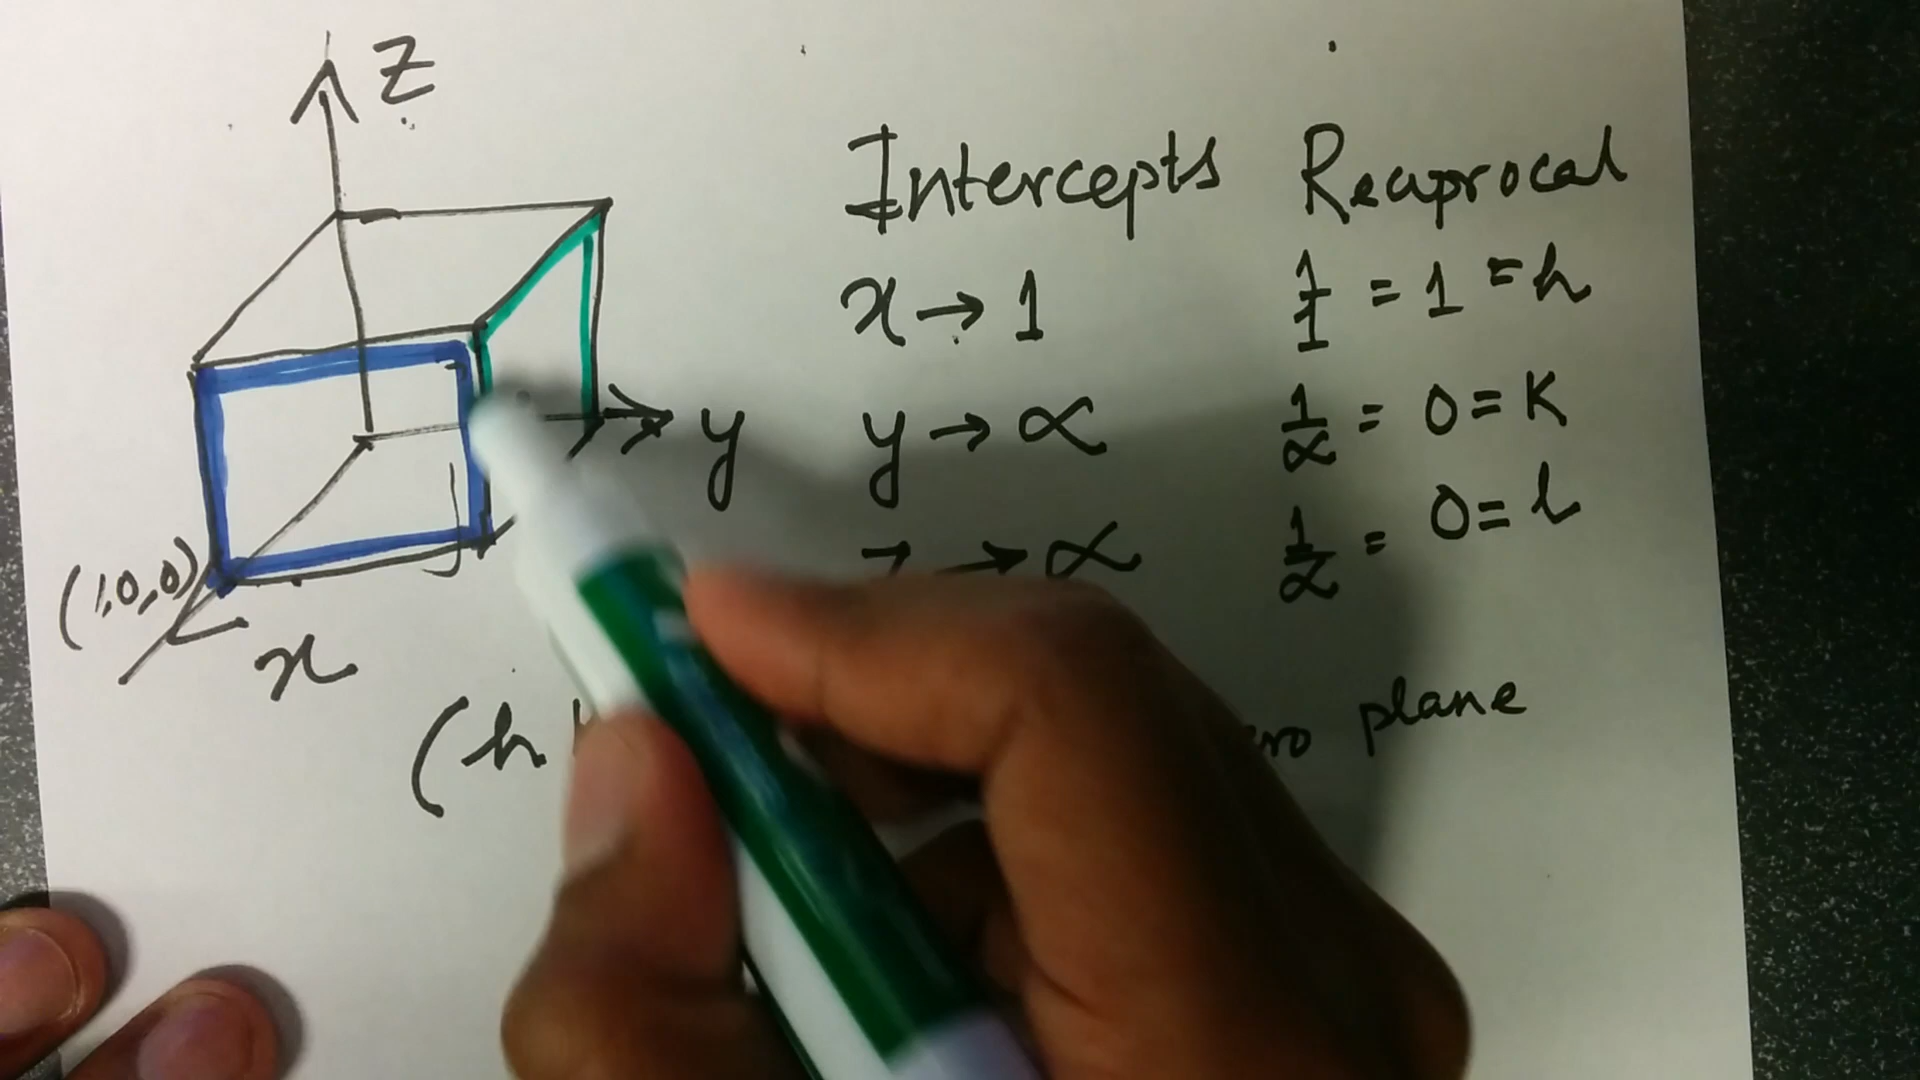 Z
Intercepts Reciprocal
x → 1 1/1 = 1 = h
y
y → ∝ 1/∝ = 0 = K
→ ∝ 1/∝ = 0 = l
(1,0,0)
x
(h
plane